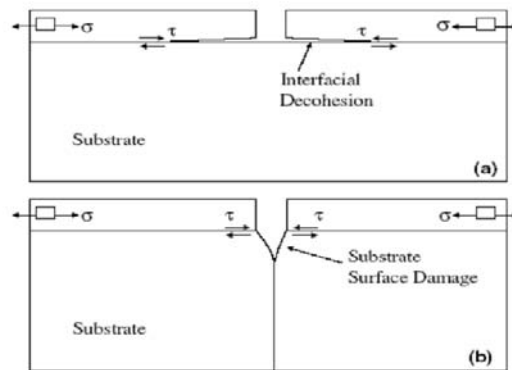 σ τ τ σ
Interfacial
Decohesion
Substrate
(a)
σ τ τ σ
Substrate
Surface Damage
Substrate
(b)